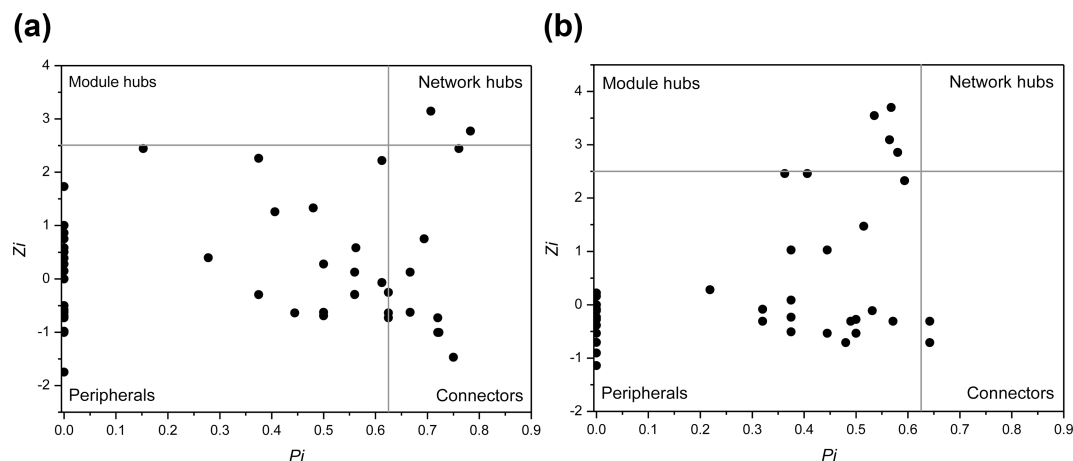 (a)
Module hubs
Network hubs
4
3
2
1
0
-1
-2
Zi
Peripherals
Connectors
0.0 0.1 0.2 0.3 0.4 0.5 0.6 0.7 0.8 0.9
Pi
(b)
Module hubs
Network hubs
4
3
2
1
0
-1
-2
Zi
Peripherals
Connectors
0.0 0.1 0.2 0.3 0.4 0.5 0.6 0.7 0.8 0.9
Pi